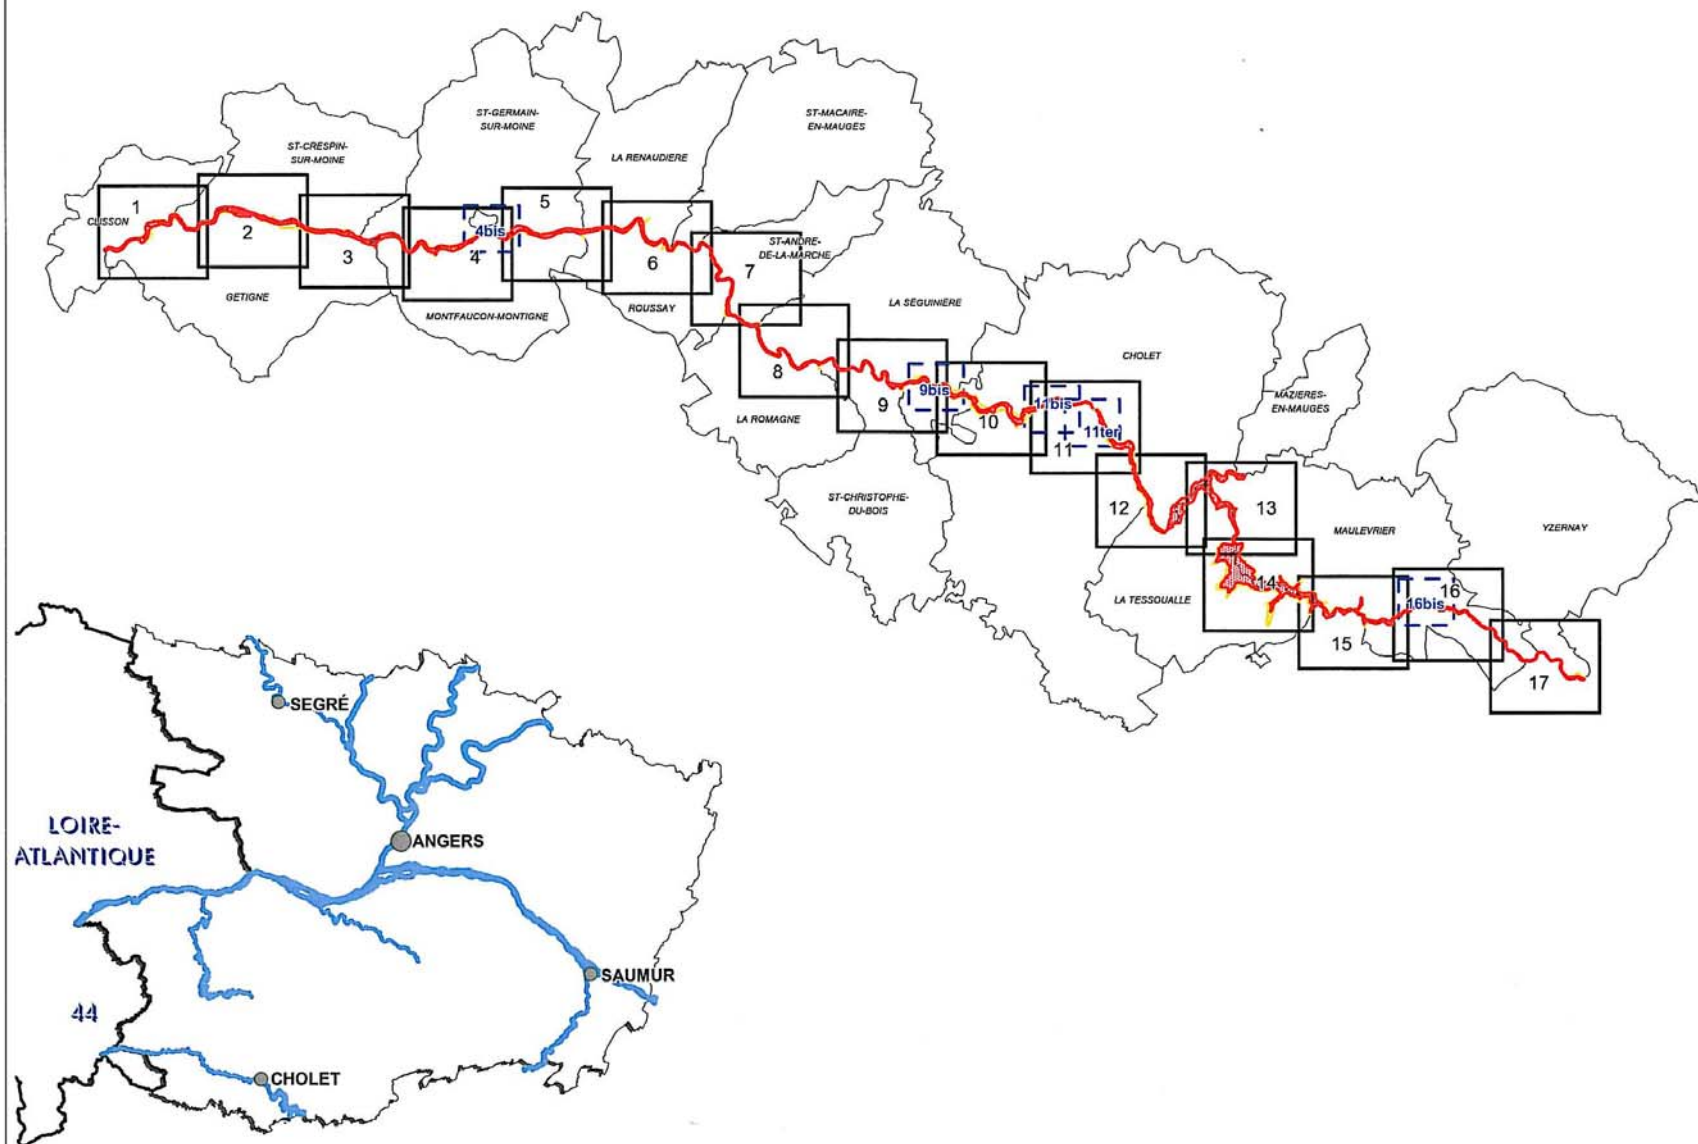 ST-GERMAIN-
SUR-MOINE
ST-MACAIRE-
EN-MAUGES
ST-CRESPIN-
SUR-MOINE
LA RENAUDIERE
CLISSON
1
2
3
4
4bis
5
6
7
ST-ANDRE-
DE-LA-MARCHE
GETIGNE
MONTFAUCON-MONTIGNE
ROUSSAY
LA SÉGUINIÈRE
CHOLET
8
9
9bis
10
11bis
11
11ter
MAZIERES-
EN-MAUGES
LA ROMAGNE
ST-CHRISTOPHE-
DU-BOIS
12
13
MAULEVRIER
YZERNAY
14
LA TESSOUALLE
15
16
16bis
17
SEGRÉ
LOIRE-
ATLANTIQUE
ANGERS
SAUMUR
44
CHOLET